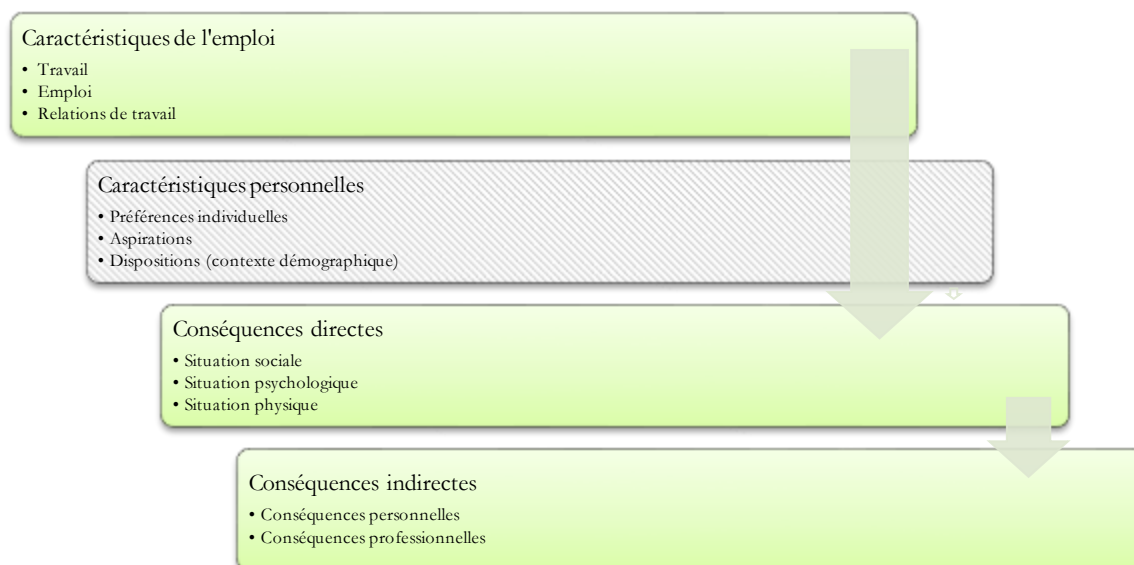 Caractéristiques de l'emploi
• Travail
• Emploi
• Relations de travail
Caractéristiques personnelles
• Préférences individuelles
• Aspirations
• Dispositions (contexte démographique)
Conséquences directes
• Situation sociale
• Situation psychologique
• Situation physique
Conséquences indirectes
• Conséquences personnelles
• Conséquences professionnelles